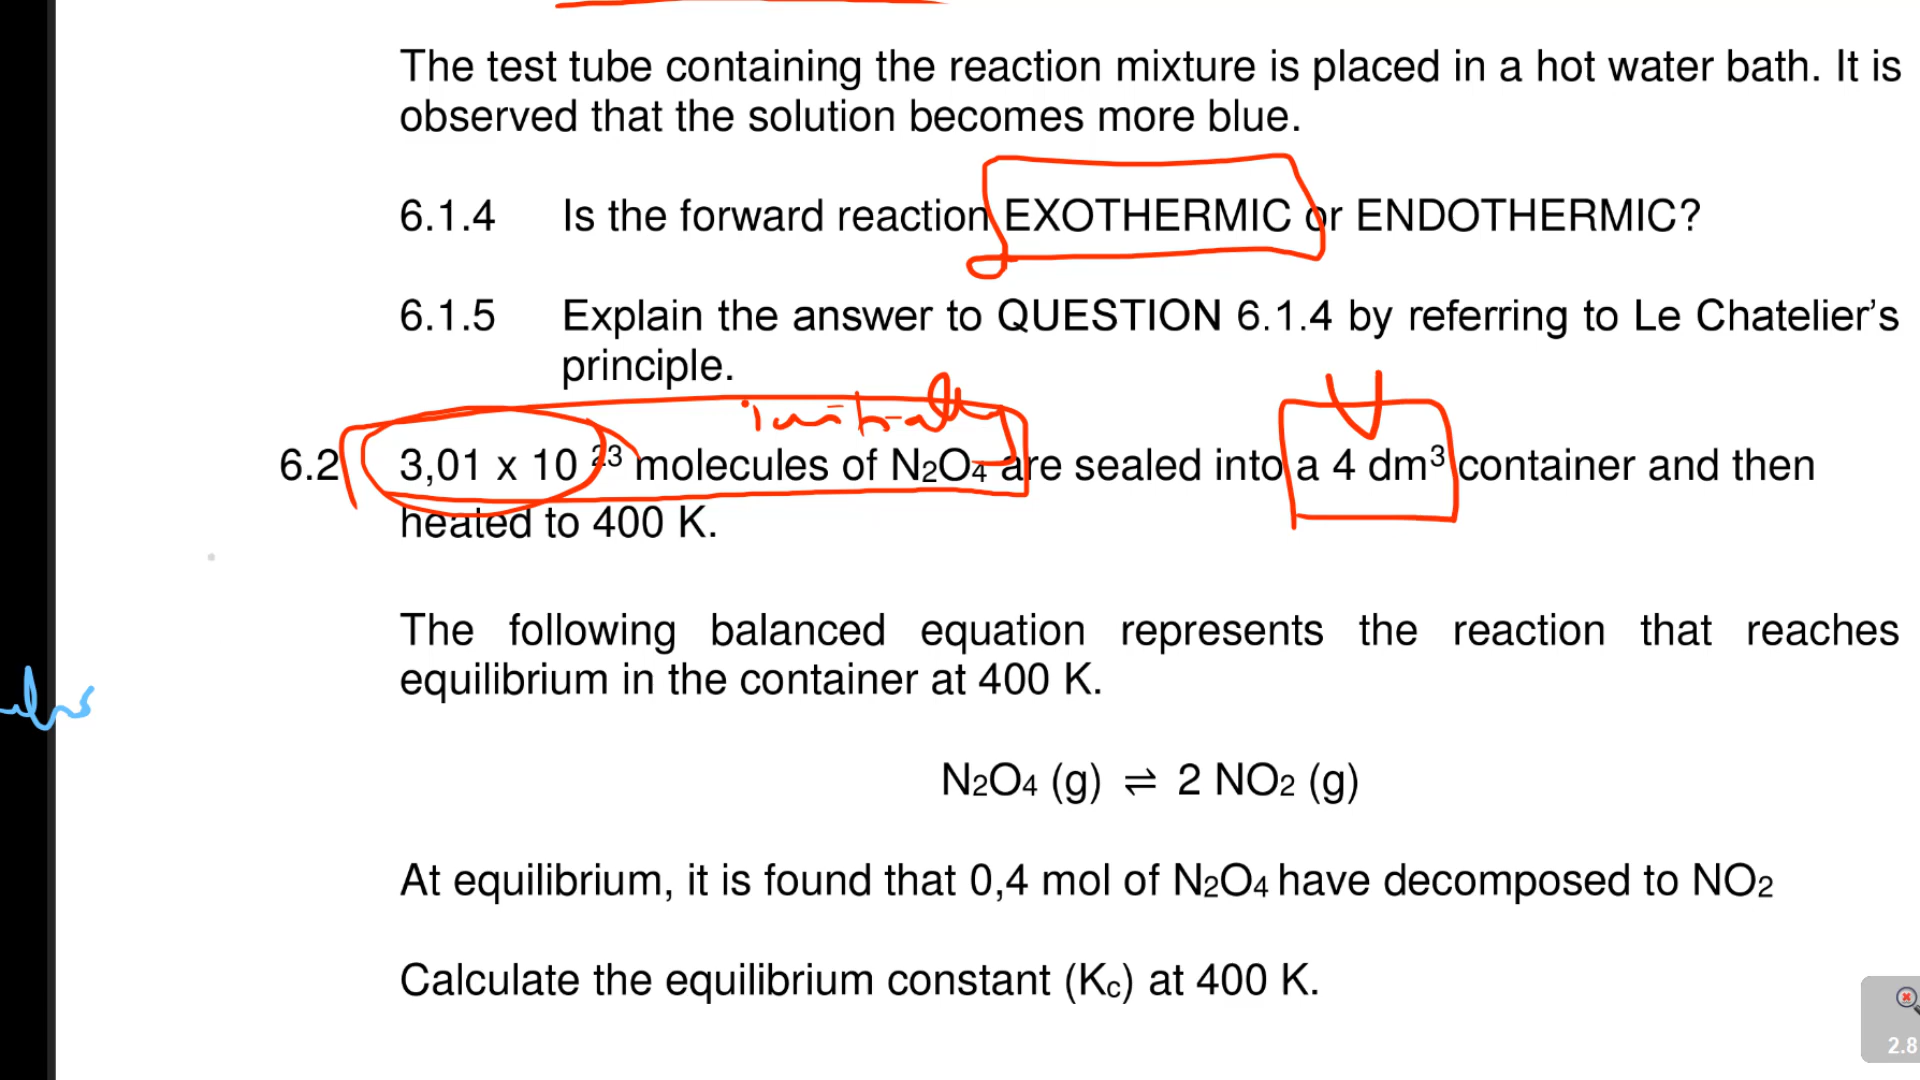 The test tube containing the reaction mixture is placed in a hot water bath. It is
observed that the solution becomes more blue.
6.1.4 Is the forward reaction EXOTHERMIC or ENDOTHERMIC?
6.1.5 Explain the answer to QUESTION 6.1.4 by referring to Le Chatelier's
principle.
initially
6.2 3,01 x 10 ²³ molecules of N₂O₄ are sealed into a 4 dm³ container and then
heated to 400 K.
The following balanced equation represents the reaction that reaches
equilibrium in the container at 400 K.
N₂O₄ (g) ⇌ 2 NO₂ (g)
At equilibrium, it is found that 0,4 mol of N₂O₄ have decomposed to NO₂
Calculate the equilibrium constant (Kc) at 400 K.
2.8